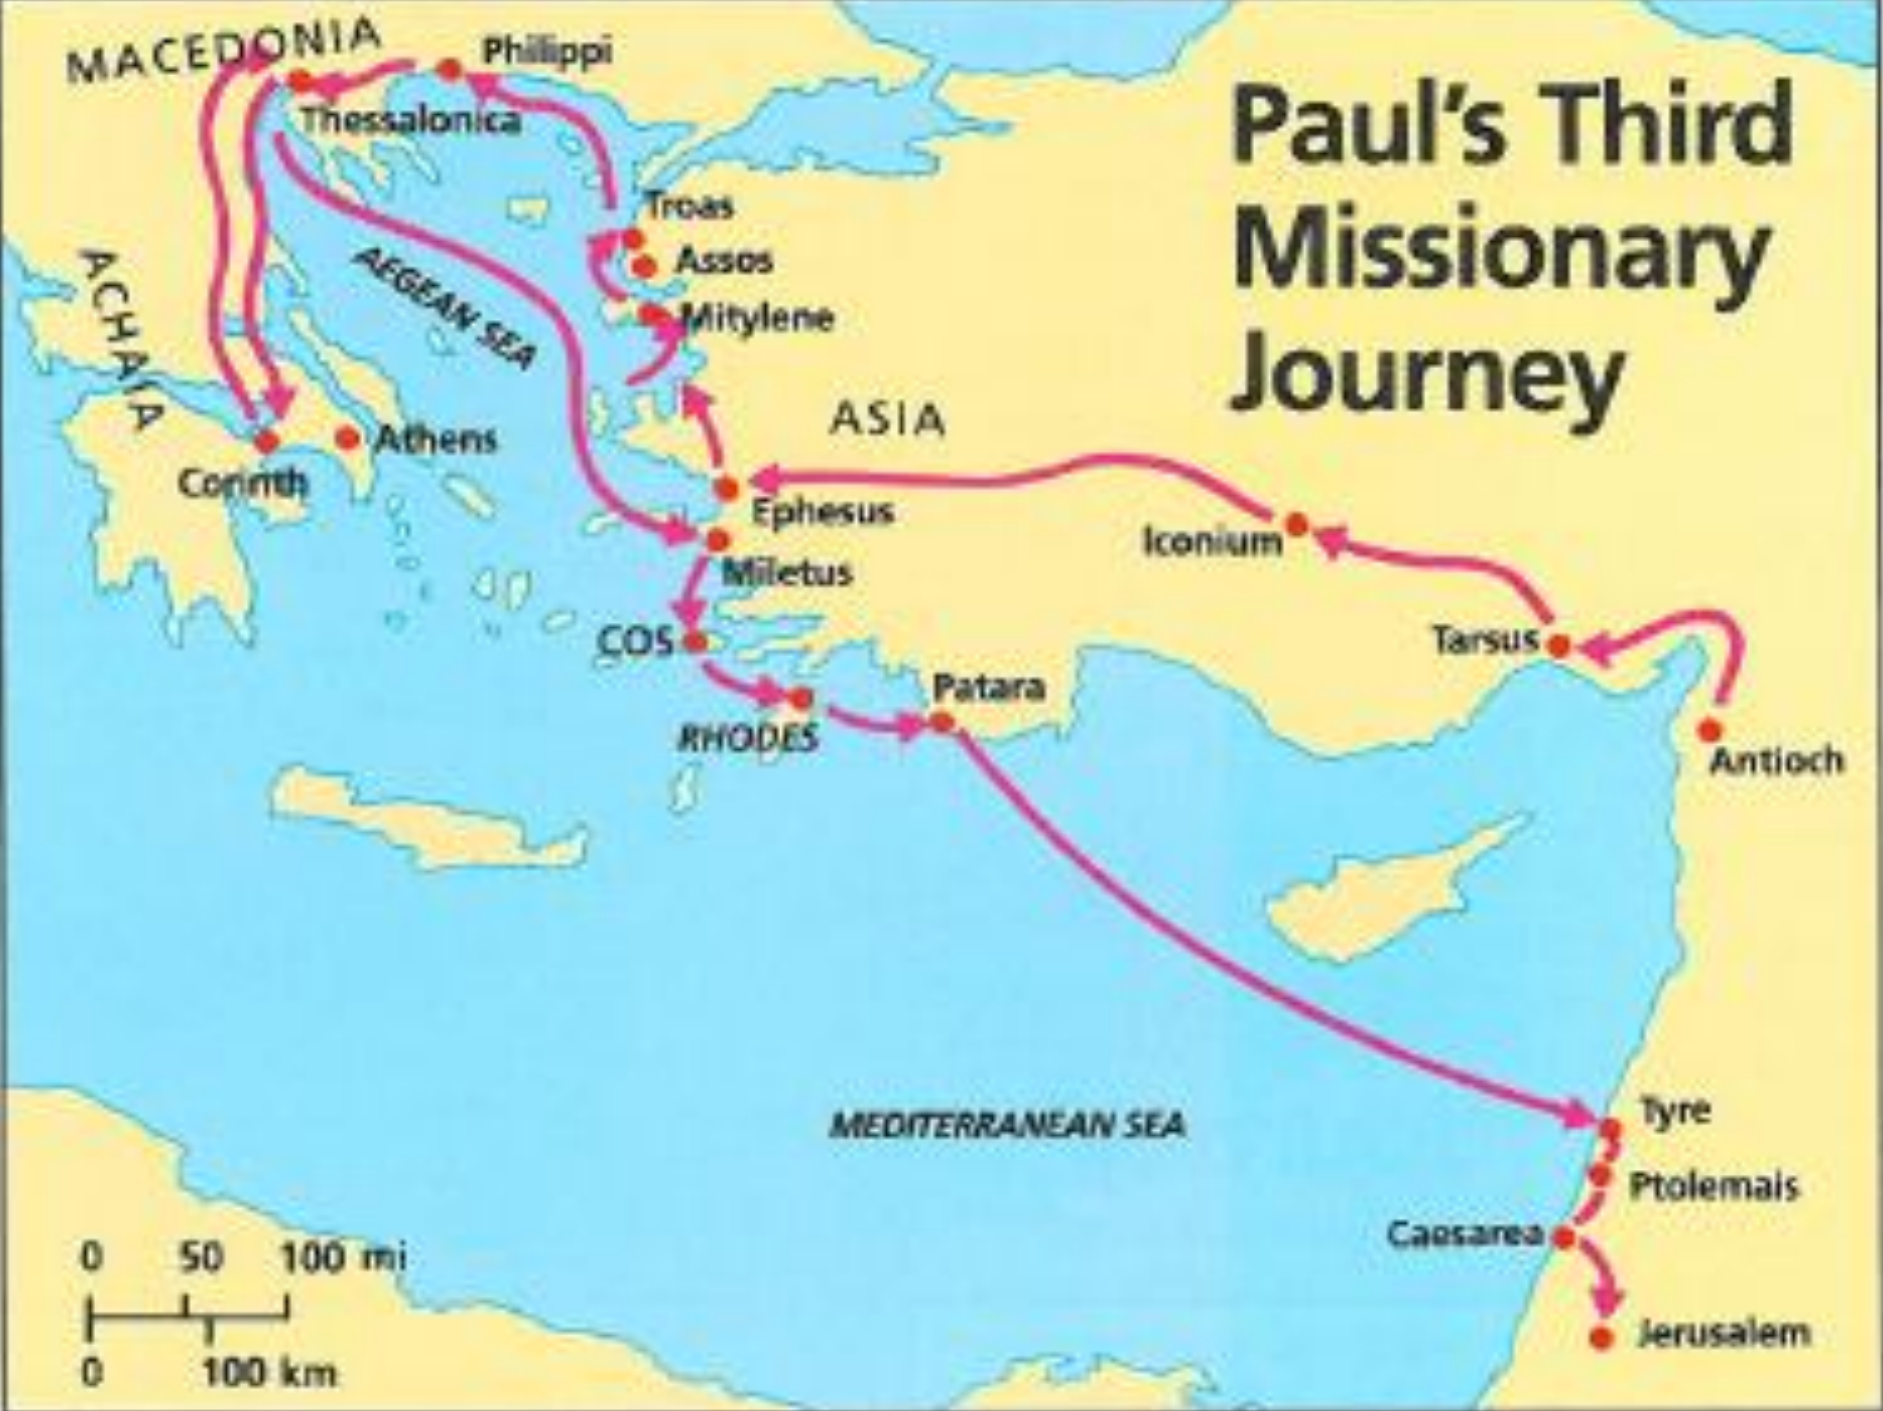 Paul's Third
Missionary
Journey
MACEDONIA
Philippi
Thessalonica
Troas
Assos
Mitylene
AEGEAN SEA
ACHAIA
ASIA
Athens
Corinth
Ephesus
Iconium
Miletus
COS
Tarsus
Patara
RHODES
Antioch
MEDITERRANEAN SEA
Tyre
Ptolemais
Caesarea
Jerusalem
0 50 100 mi
0 100 km